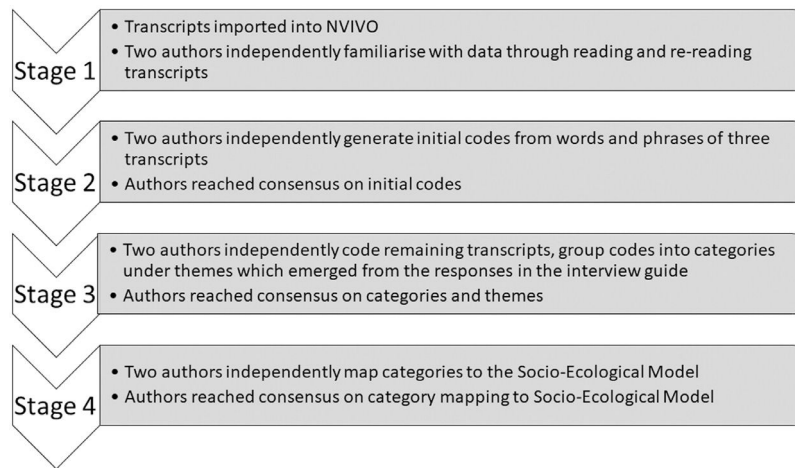 Stage 1
• Transcripts imported into NVIVO
• Two authors independently familiarise with data through reading and re-reading
transcripts
Stage 2
• Two authors independently generate initial codes from words and phrases of three
transcripts
• Authors reached consensus on initial codes
Stage 3
• Two authors independently code remaining transcripts, group codes into categories
under themes which emerged from the responses in the interview guide
• Authors reached consensus on categories and themes
Stage 4
• Two authors independently map categories to the Socio-Ecological Model
• Authors reached consensus on category mapping to Socio-Ecological Model